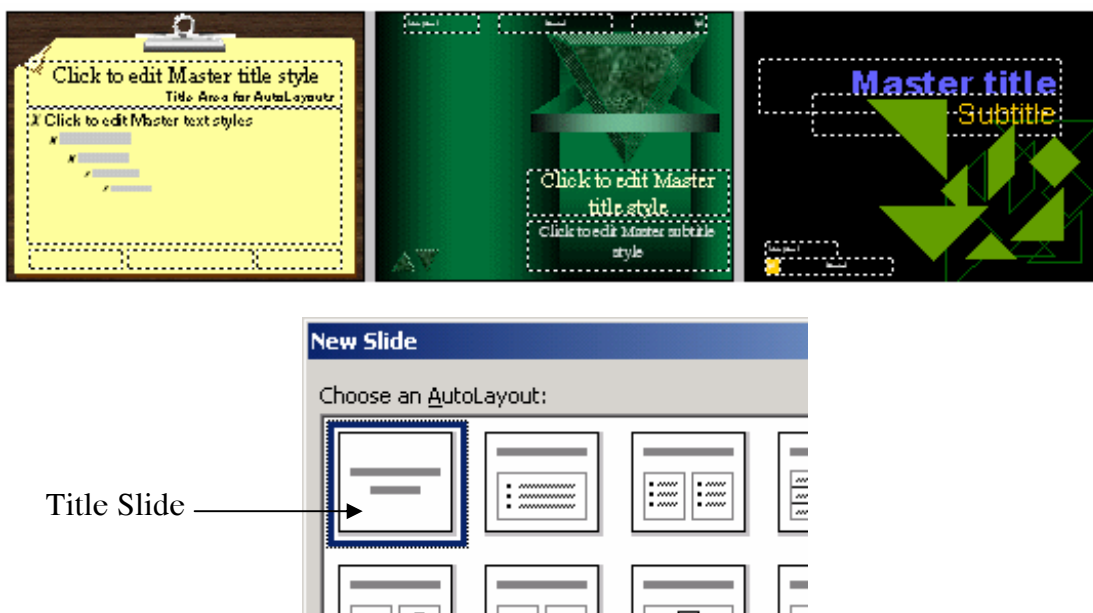 Click to edit Master title style
Title Area for AutoLayouts
Click to edit Master text styles
Click to edit Master
title style
Click to edit Master subtitle
style
Master title
Subtitle
New Slide
Choose an AutoLayout:
Title Slide